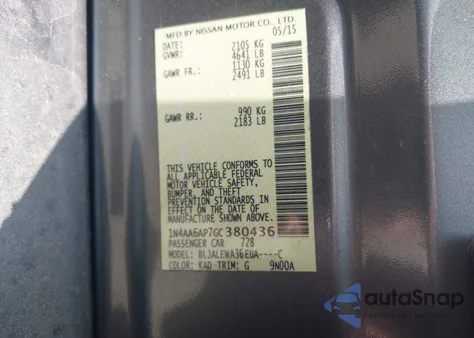 MFD BY NISSAN MOTOR CO., LTD.
05/15
DATE:
GVWR: 2105 KG
4641 LB
GAWR FR.: 1130 KG
2491 LB
GAWR RR.: 990 KG
2183 LB
THIS VEHICLE CONFORMS TO
ALL APPLICABLE FEDERAL
MOTOR VEHICLE SAFETY,
BUMPER, AND THEFT
PREVENTION STANDARDS IN
EFFECT ON THE DATE OF
MANUFACTURE SHOWN ABOVE.
1N4AA6AP7GC380436
PASSENGER CAR 728
MODEL: BLJALEWA36EUA----C
COLOR: KAD TRIM: G 9N00A
autoSnap